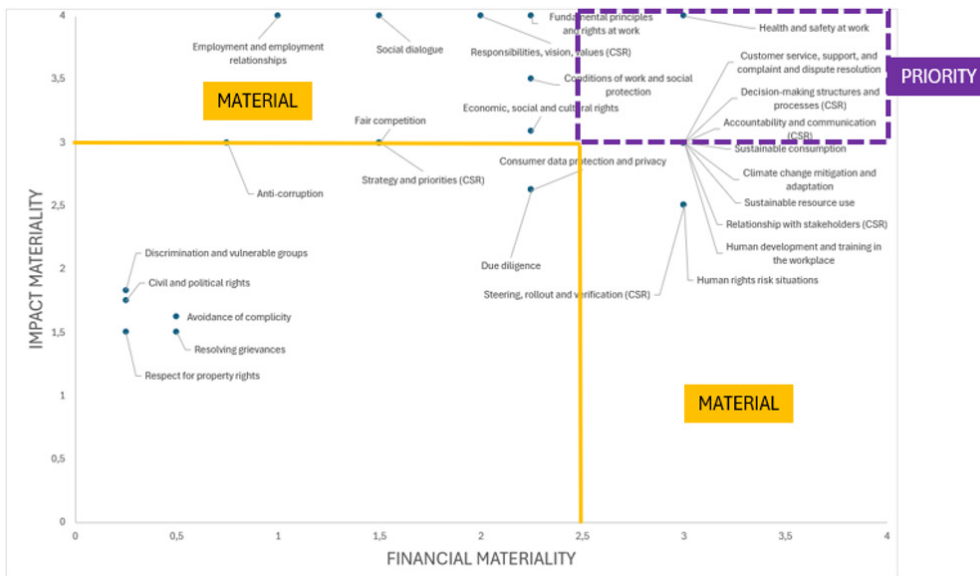 4
Fundamental principles
and rights at work
Health and safety at work
Employment and employment
relationships
Social dialogue
Responsibilities, vision, values (CSR)
Customer service, support, and
complaint and dispute resolution
3,5
Conditions of work and social
protection
PRIORITY
MATERIAL
Decision-making structures and
processes (CSR)
Economic, social and cultural rights
Fair competition
Accountability and communication
(CSR)
3
Sustainable consumption
Consumer data protection and privacy
Strategy and priorities (CSR)
Climate change mitigation and
adaptation
Anti-corruption
2,5
Sustainable resource use
Relationship with stakeholders (CSR)
Human development and training in
the workplace
Discrimination and vulnerable groups
Due diligence
2
Civil and political rights
Human rights risk situations
Steering, rollout and verification (CSR)
Avoidance of complicity
1,5
Resolving grievances
Respect for property rights
IMPACT MATERIALITY
1
MATERIAL
0,5
0
0
0,5
1
1,5
2
2,5
3
3,5
4
FINANCIAL MATERIALITY